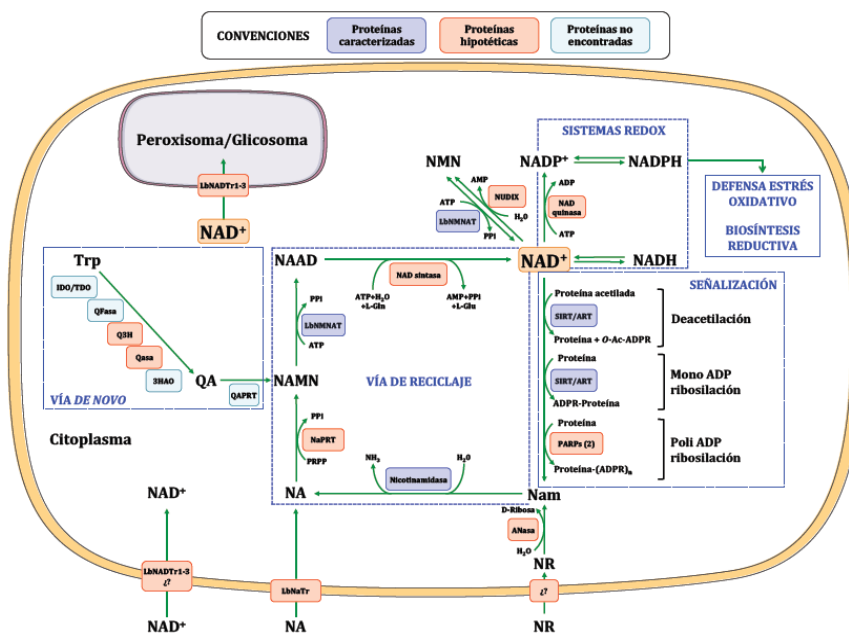 CONVENCIONES
Proteínas
caracterizadas
Proteínas
hipotéticas
Proteínas no
encontradas
Peroxisoma/Glicosoma
LbNADTr1-3
NAD⁺
SISTEMAS REDOX
NMN
NADP⁺
NADPH
AMP
NUDIX
ATP
H₂O
LbNMNAT
PPi
ADP
NAD
quinasa
ATP
DEFENSA ESTRÉS
OXIDATIVO
BIOSÍNTESIS
REDUCTIVA
NAD⁺
NADH
Trp
IDO/TDO
QFasa
Q3H
Qasa
3HAO
QA
QAPRT
VÍA DE NOVO
NAAD
NAD sintasa
ATP+H₂O
+L-Gln
AMP+PPi
+L-Glu
PPi
LbNMNAT
ATP
NAMN
VÍA DE RECICLAJE
PPi
NaPRT
PRPP
NH₃
H₂O
Nicotinamidasa
NA
Nam
SEÑALIZACIÓN
Proteína acetilada
SIRT/ART
Proteína + O-Ac-ADPR
Deacetilación
Proteína
SIRT/ART
ADPR-Proteína
Mono ADP
ribosilación
Proteína
PARPs (2)
Proteína-(ADPR)ₙ
Poli ADP
ribosilación
Citoplasma
NAD⁺
D-Ribosa
ANasa
H₂O
NR
LbNADTr1-3
¿?
LbNaTr
¿?
NAD⁺
NA
NR